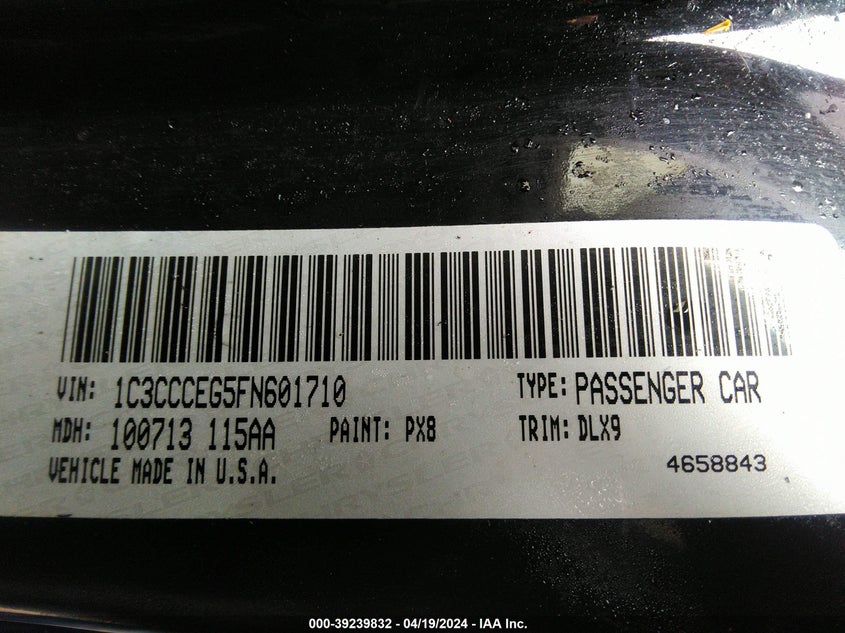 VIN: 1C3CCCEG5FN601710 TYPE: PASSENGER CAR
MDH: 100713 115AA PAINT: PX8 TRIM: DLX9
VEHICLE MADE IN U.S.A. 4658843
000-39239832 - 04/19/2024 - IAA Inc.